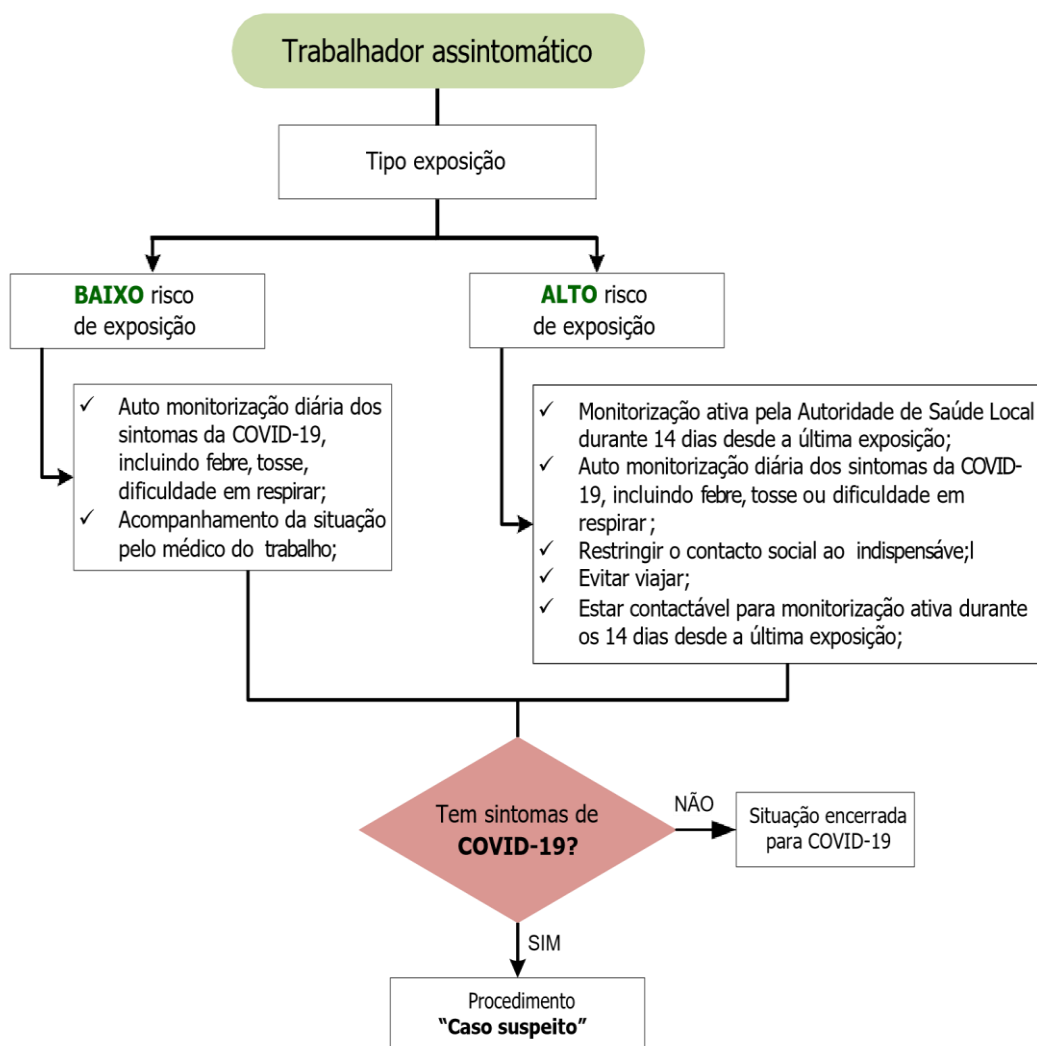 Trabalhador assintomático
Tipo exposição
BAIXO risco
de exposição
ALTO risco
de exposição
✓ Auto monitorização diária dos
sintomas da COVID-19,
incluindo febre, tosse,
dificuldade em respirar;
✓ Acompanhamento da situação
pelo médico do trabalho;
✓ Monitorização ativa pela Autoridade de Saúde Local
durante 14 dias desde a última exposição;
✓ Auto monitorização diária dos sintomas da COVID-
19, incluindo febre, tosse ou dificuldade em
respirar;
✓ Restringir o contacto social ao indispensáve;l
✓ Evitar viajar;
✓ Estar contactável para monitorização ativa durante
os 14 dias desde a última exposição;
Tem sintomas de
COVID-19?
NÃO
Situação encerrada
para COVID-19
SIM
Procedimento
"Caso suspeito"